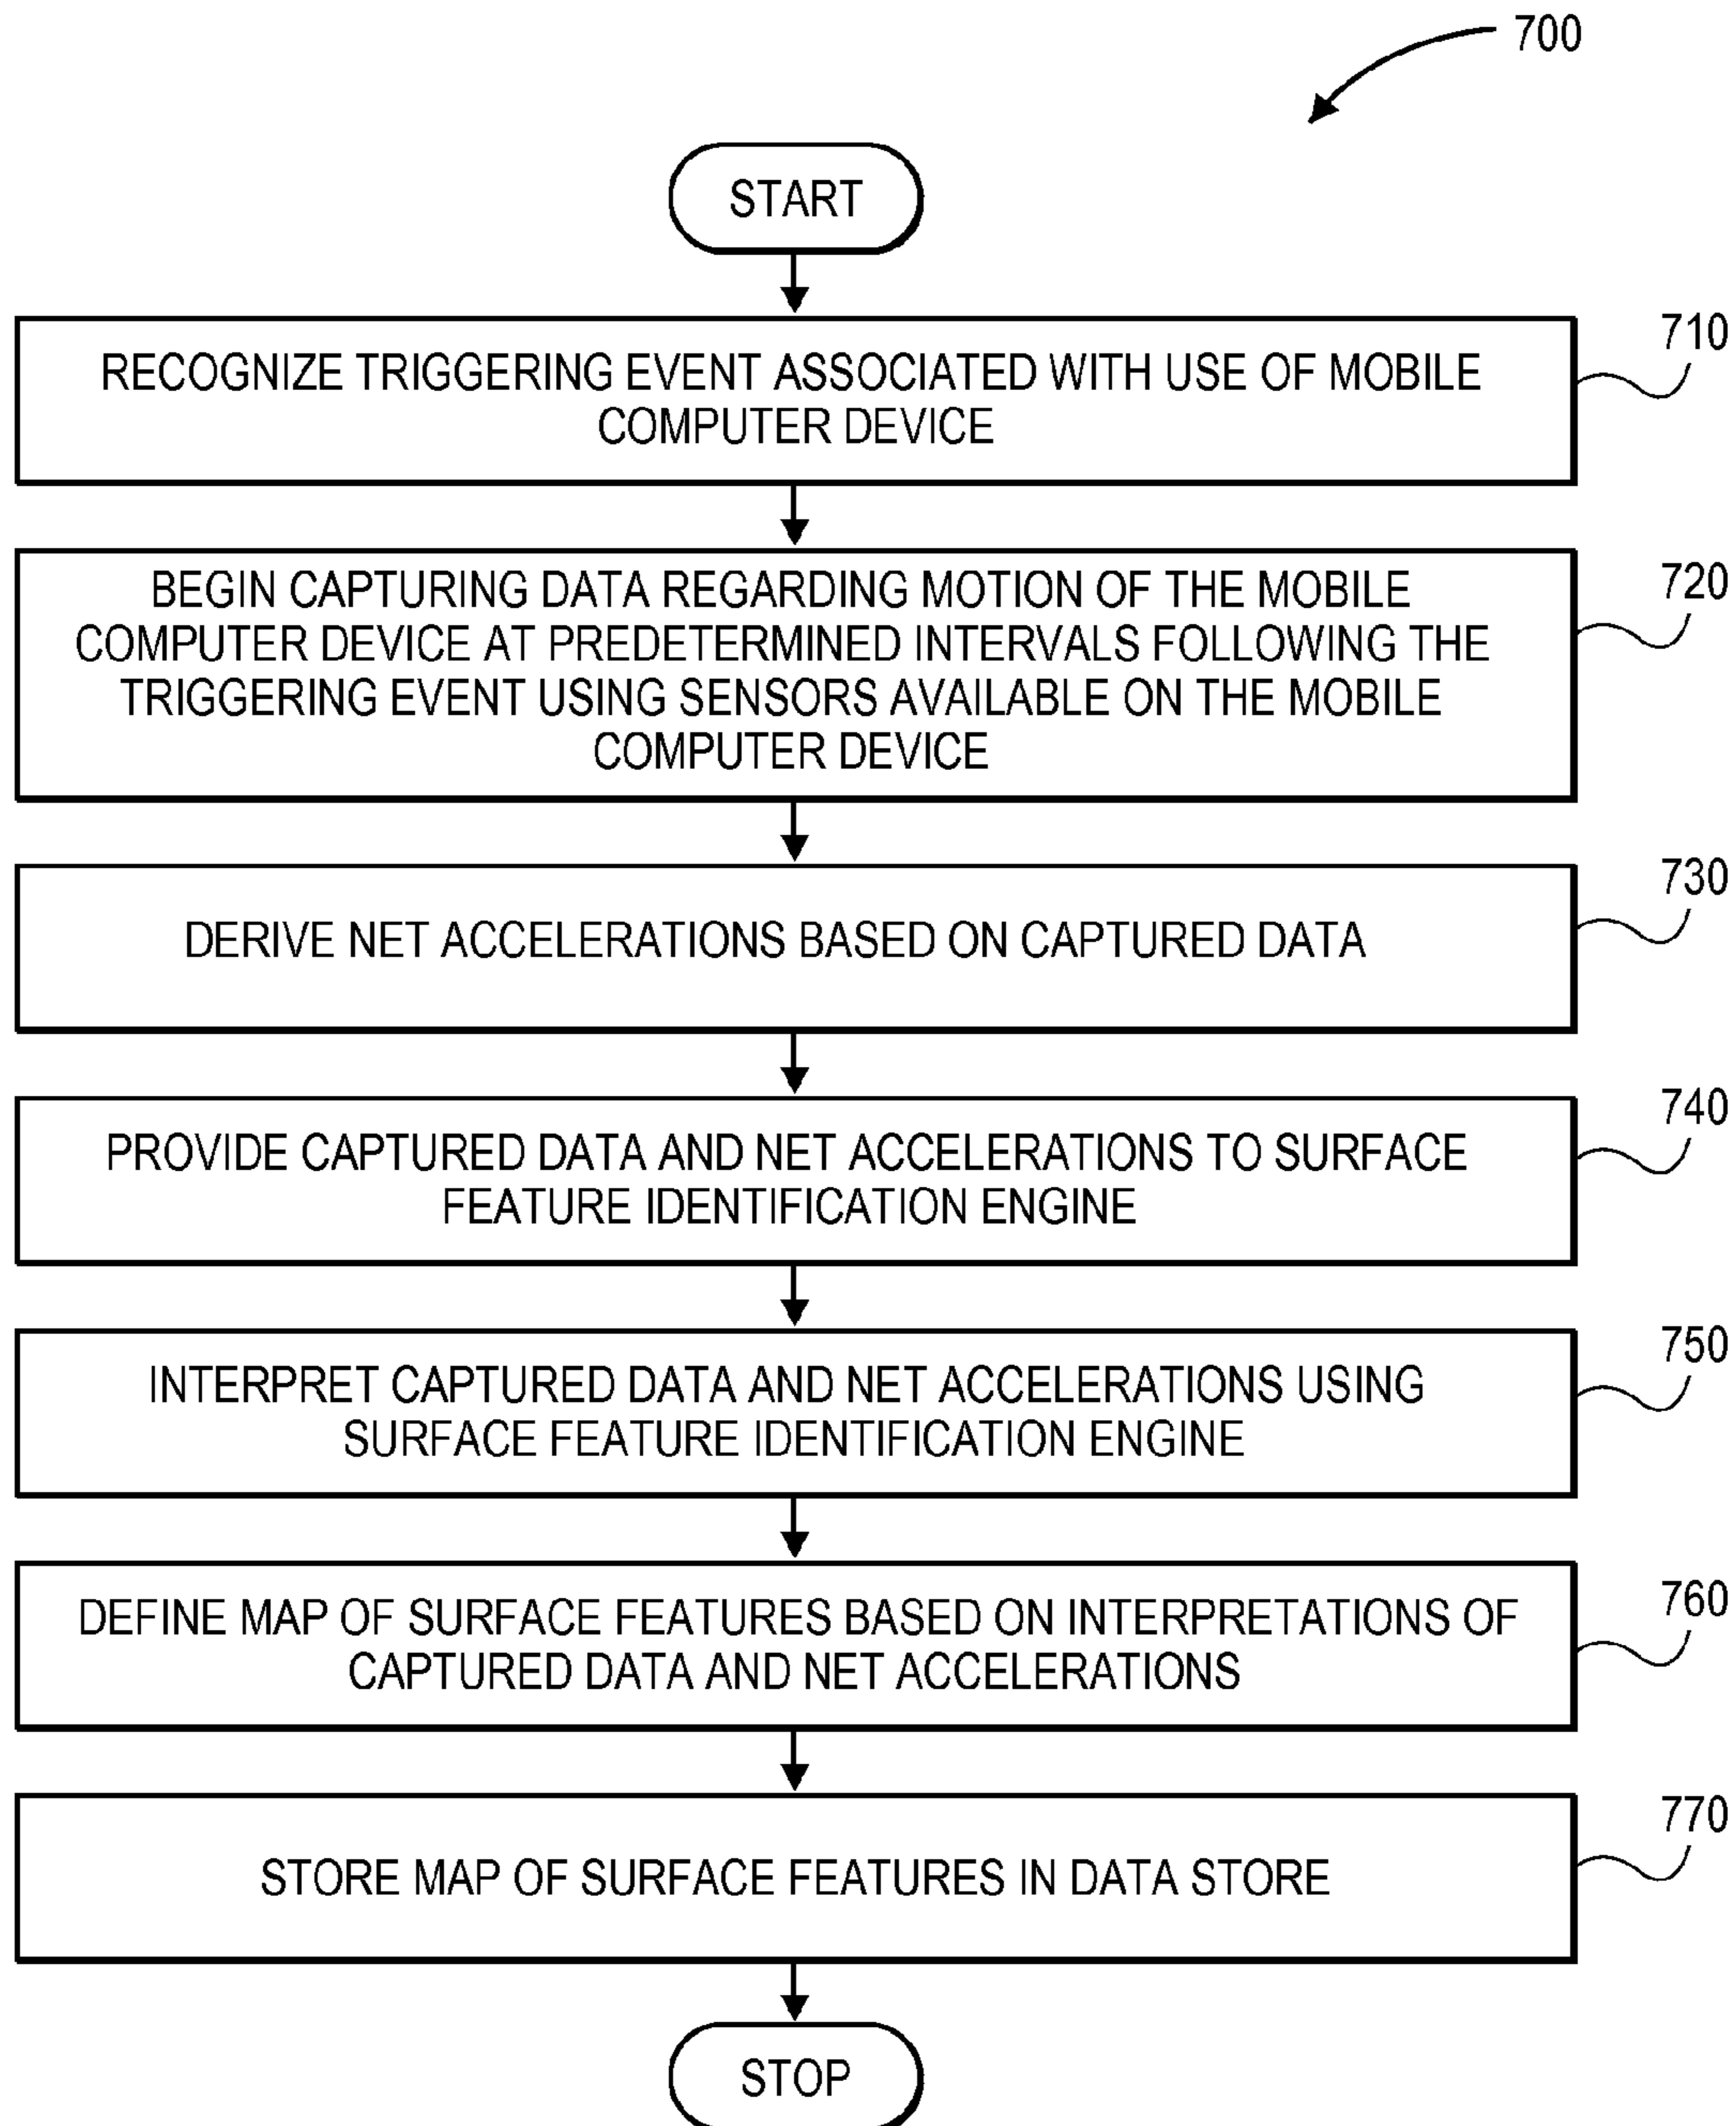 700
START
710
RECOGNIZE TRIGGERING EVENT ASSOCIATED WITH USE OF MOBILE
COMPUTER DEVICE
720
BEGIN CAPTURING DATA REGARDING MOTION OF THE MOBILE
COMPUTER DEVICE AT PREDETERMINED INTERVALS FOLLOWING THE
TRIGGERING EVENT USING SENSORS AVAILABLE ON THE MOBILE
COMPUTER DEVICE
730
DERIVE NET ACCELERATIONS BASED ON CAPTURED DATA
740
PROVIDE CAPTURED DATA AND NET ACCELERATIONS TO SURFACE
FEATURE IDENTIFICATION ENGINE
750
INTERPRET CAPTURED DATA AND NET ACCELERATIONS USING
SURFACE FEATURE IDENTIFICATION ENGINE
760
DEFINE MAP OF SURFACE FEATURES BASED ON INTERPRETATIONS OF
CAPTURED DATA AND NET ACCELERATIONS
770
STORE MAP OF SURFACE FEATURES IN DATA STORE
STOP